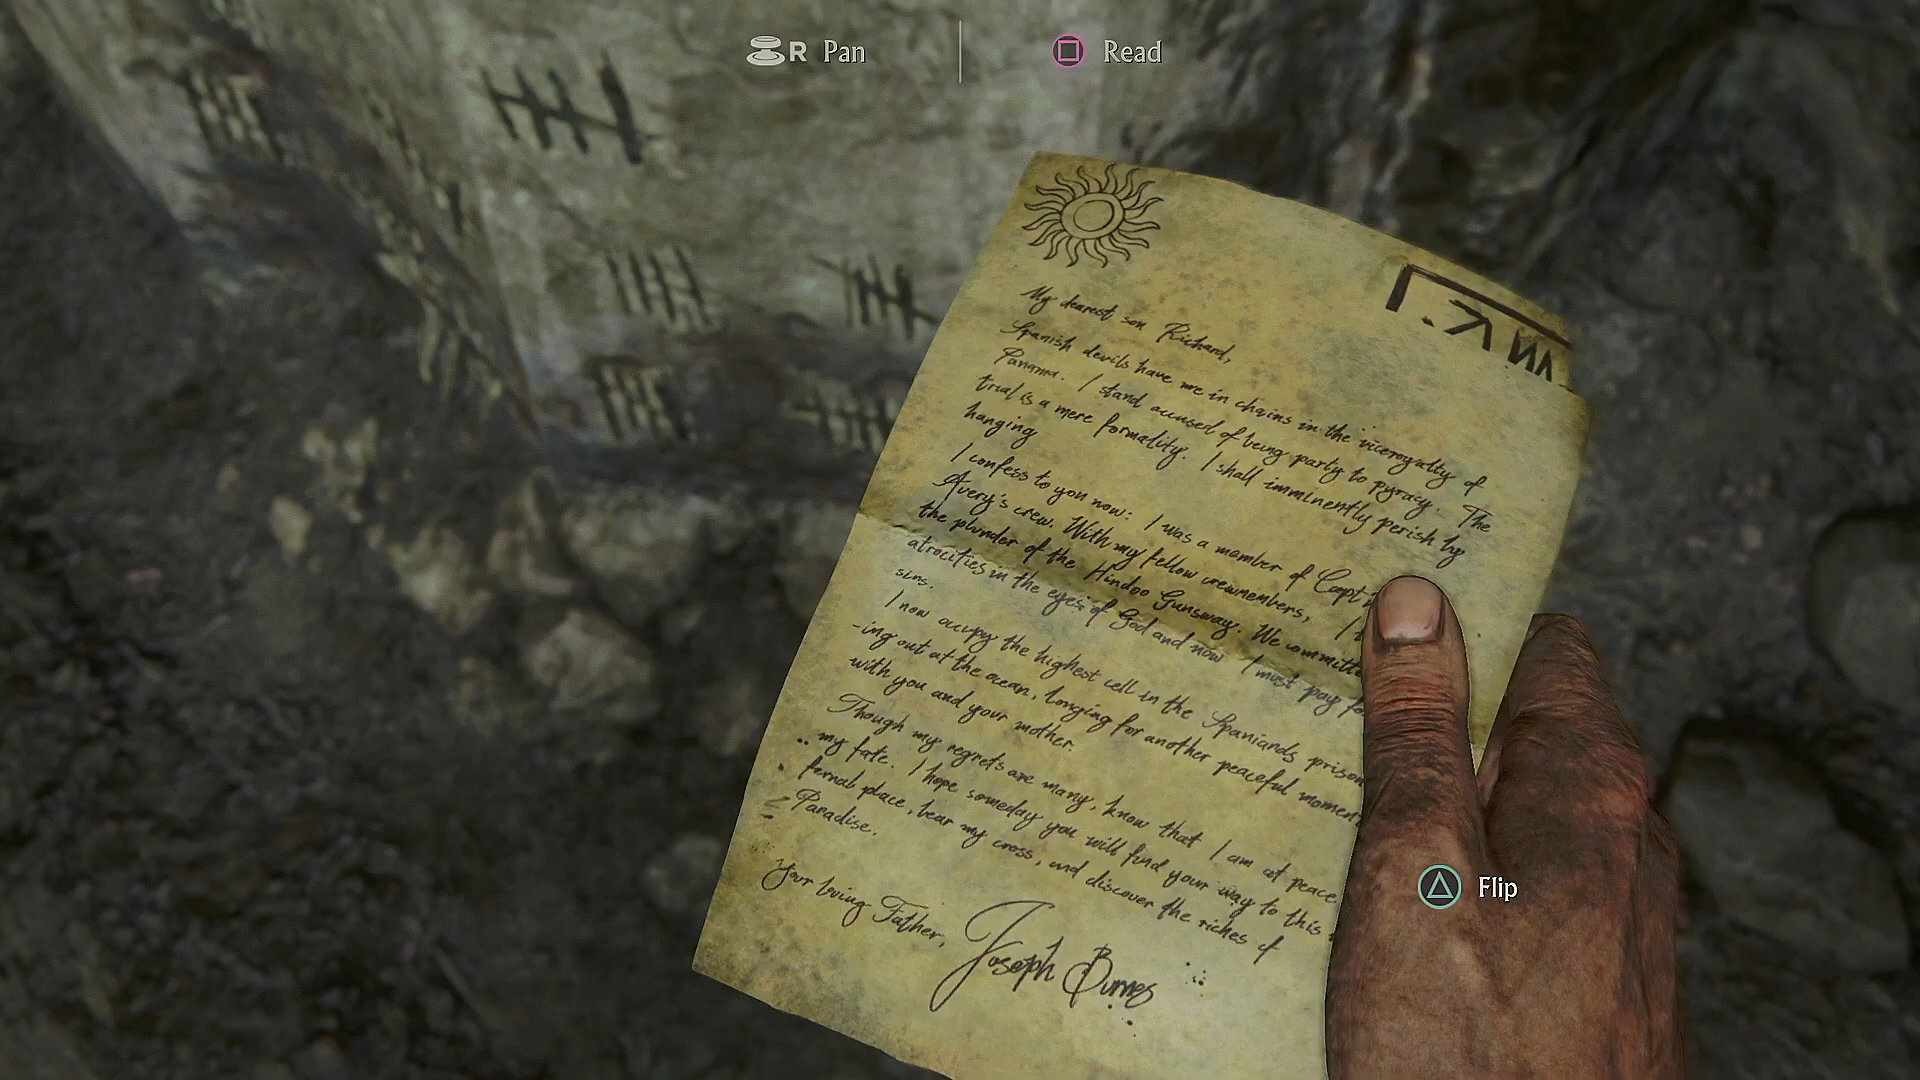 R Pan
Read
My dearest son Richard,
Spanish devils have me in chains in the viceroyalty of
Panama. I stand accused of being party to pyracy. The
trial is a mere formality. I shall imminently perish by
hanging
I confess to you now: I was a member of Capt
Avery's crew. With my fellow crewmembers, I
the plunder of the Hindoo Gunsway. We committe
atrocities in the eyes of God and now I must pay fo
sins.
I now occupy the highest cell in the Spaniards prison
-ing out at the ocean, longing for another peaceful moment
with you and your mother.
Though my regrets are many, know that I am at peace
my fate. I hope someday you will find your way to this
fernal place, bear my cross, and discover the riches of
Paradise.
Your loving Father,
Joseph Burnes
Flip